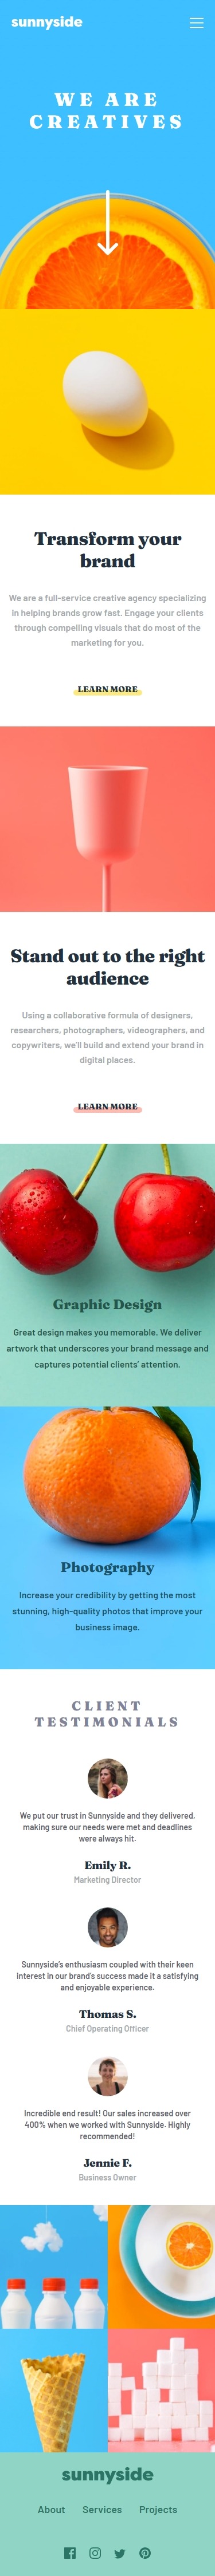 sunnyside
WE ARE
CREATIVES
Transform your
brand
We are a full-service creative agency specializing
in helping brands grow fast. Engage your clients
through compelling visuals that do most of the
marketing for you.
LEARN MORE
Stand out to the right
audience
Using a collaborative formula of designers,
researchers, photographers, videographers, and
copywriters, we'll build and extend your brand in
digital places.
LEARN MORE
Graphic Design
Great design makes you memorable. We deliver
artwork that underscores your brand message and
captures potential clients' attention.
Photography
Increase your credibility by getting the most
stunning, high-quality photos that improve your
business image.
CLIENT
TESTIMONIALS
We put our trust in Sunnyside and they delivered,
making sure our needs were met and deadlines
were always hit.
Emily R.
Marketing Director
Sunnyside's enthusiasm coupled with their keen
interest in our brand's success made it a satisfying
and enjoyable experience.
Thomas S.
Chief Operating Officer
Incredible end result! Our sales increased over
400% when we worked with Sunnyside. Highly
recommended!
Jennie F.
Business Owner
sunnyside
About Services Projects